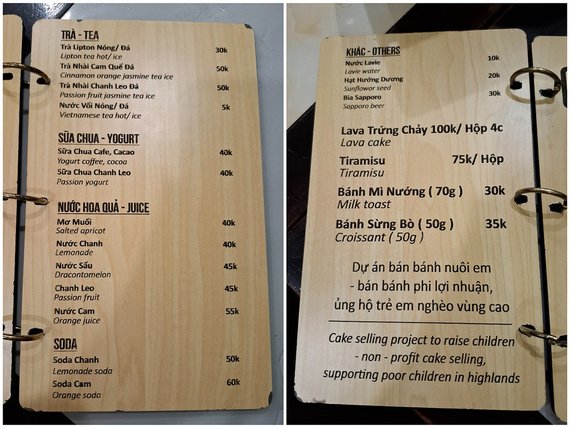 TRÀ - TEA
Trà Lipton Nóng/ Đá 30k
Lipton tea hot/ ice
Trà Nhài Cam Quế Đá 50k
Cinnamon orange jasmine tea ice
Trà Nhài Chanh Leo Đá 50k
Passion fruit jasmine tea ice
Nước Vối Nóng/ Đá 5k
Vietnamese tea hot/ ice
SỮA CHUA - YOGURT
Sữa Chua Cafe, Cacao 40k
Yogurt coffee, cocoa
Sữa Chua Chanh Leo 40k
Passion yogurt
NƯỚC HOA QUẢ - JUICE
Mơ Muối 40k
Salted apricot
Nước Chanh 40k
Lemonade
Nước Sấu 45k
Dracontomelon
Chanh Leo 45k
Passion fruit
Nước Cam 55k
Orange juice
SODA
Soda Chanh 50k
Lemonade soda
Soda Cam 60k
Orange soda
KHÁC - OTHERS
Nước Lavie 10k
Lavie water
Hạt Hướng Dương 20k
Sunflowor seed
Bia Sapporo 30k
Sapporo beer
Lava Trứng Chảy 100k/ Hộp 4c
Lava cake
Tiramisu 75k/ Hộp
Tiramisu
Bánh Mì Nướng ( 70g ) 30k
Milk toast
Bánh Sừng Bò ( 50g ) 35k
Croissant ( 50g )
Dự án bán bánh nuôi em
- bán bánh phi lợi nhuận,
ủng hộ trẻ em nghèo vùng cao
Cake selling project to raise children
- non - profit cake selling,
supporting poor children in highlands